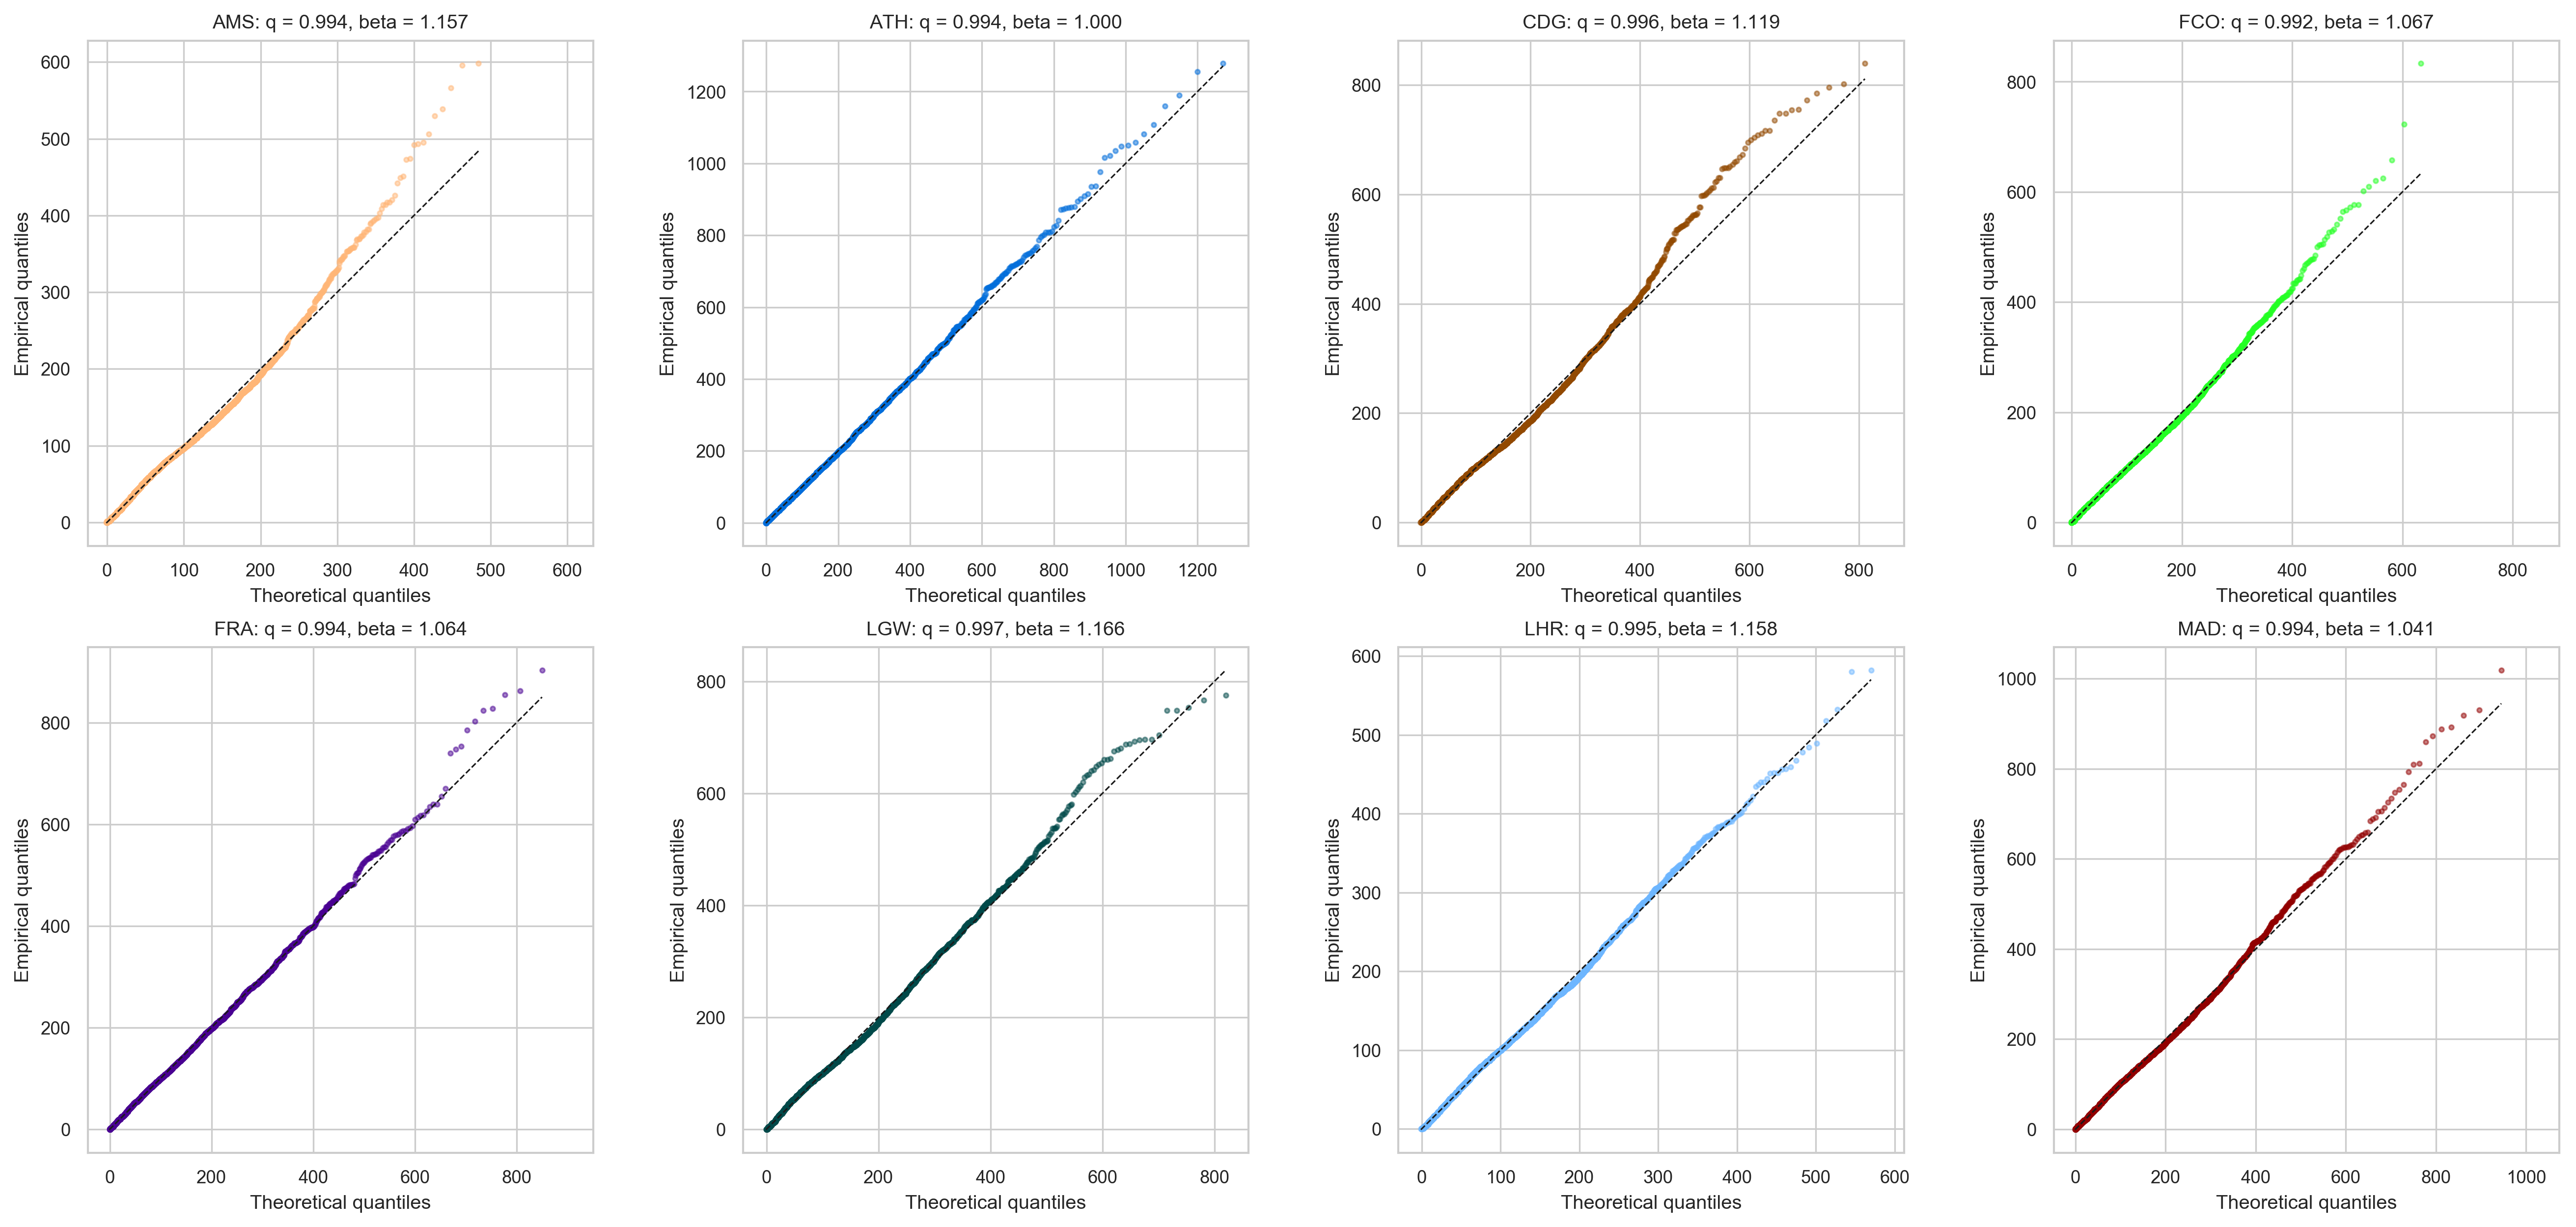 AMS: q = 0.994, beta = 1.157
Empirical quantiles
600
500
400
300
200
100
0
0 100 200 300 400 500 600
Theoretical quantiles
ATH: q = 0.994, beta = 1.000
Empirical quantiles
1200
1000
800
600
400
200
0
0 200 400 600 800 1000 1200
Theoretical quantiles
CDG: q = 0.996, beta = 1.119
Empirical quantiles
800
600
400
200
0
0 200 400 600 800
Theoretical quantiles
FCO: q = 0.992, beta = 1.067
Empirical quantiles
800
600
400
200
0
0 200 400 600 800
Theoretical quantiles
FRA: q = 0.994, beta = 1.064
Empirical quantiles
800
600
400
200
0
0 200 400 600 800
Theoretical quantiles
LGW: q = 0.997, beta = 1.166
Empirical quantiles
800
600
400
200
0
0 200 400 600 800
Theoretical quantiles
LHR: q = 0.995, beta = 1.158
Empirical quantiles
600
500
400
300
200
100
0
0 100 200 300 400 500 600
Theoretical quantiles
MAD: q = 0.994, beta = 1.041
Empirical quantiles
1000
800
600
400
200
0
0 200 400 600 800 1000
Theoretical quantiles